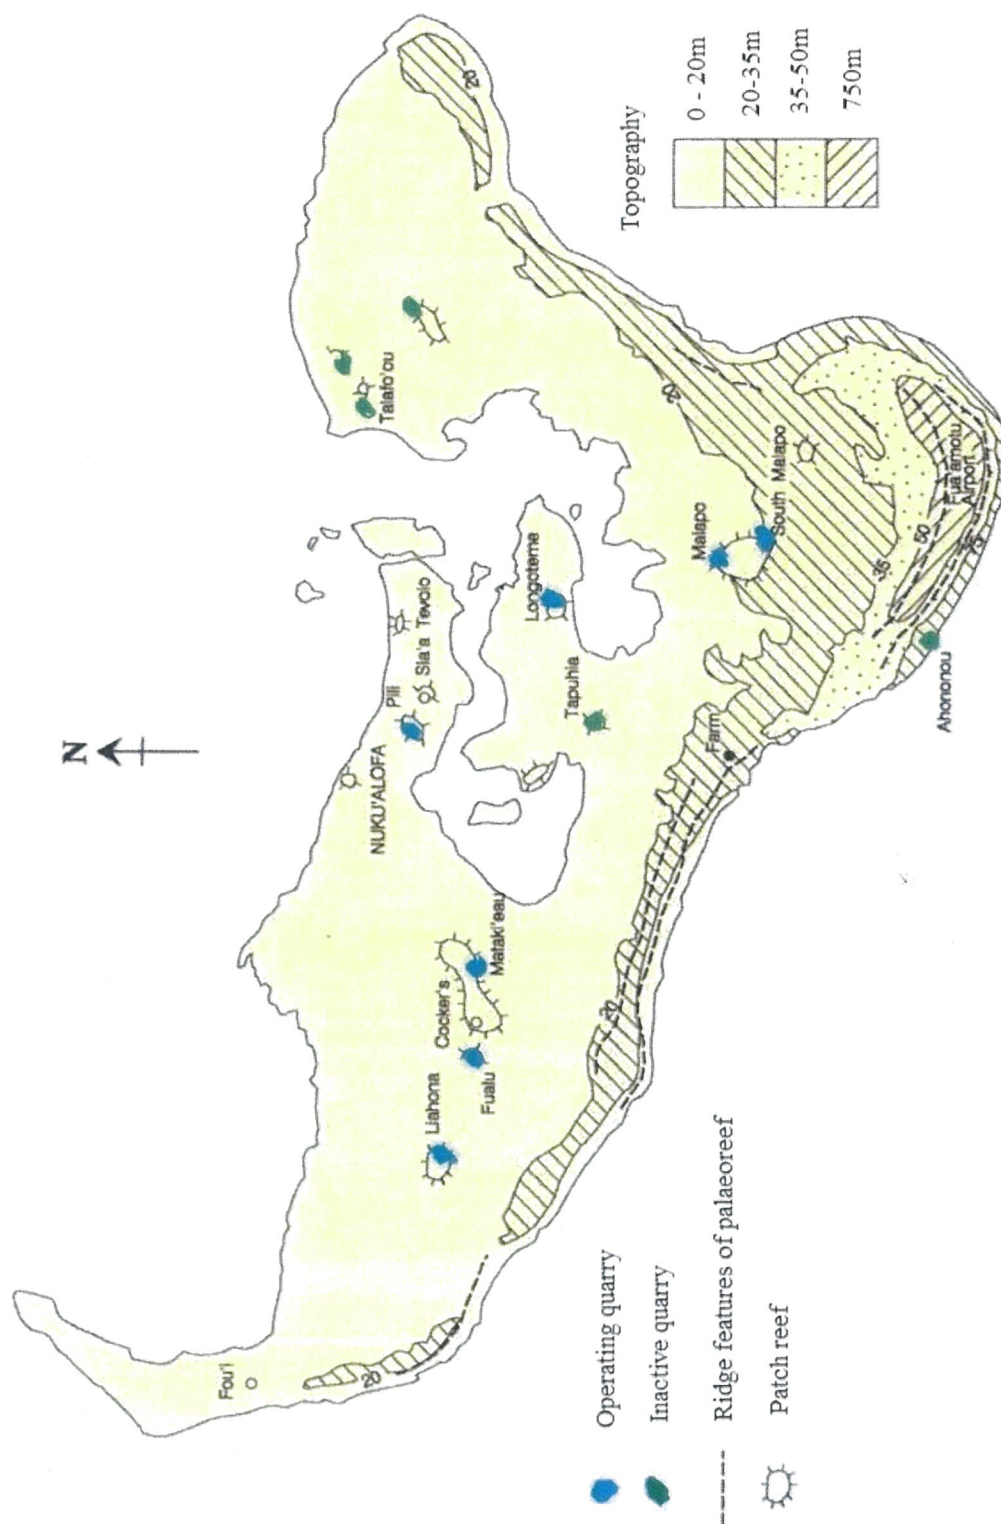 N
Fou'i
20
Liahona
Cocker's
Fualu
Mataki'eau
NUKU'ALOFA
Pili
Sia'a Tevolo
Talafo'ou
20
Longoteme
Tapuhia
Malapo
South Malapo
20
20
Farm
35
50
75
Fua'amotu
Airport
Ahononou
Operating quarry
Inactive quarry
Ridge features of palaeoreef
Patch reef
Topography
0 - 20m
20-35m
35-50m
750m